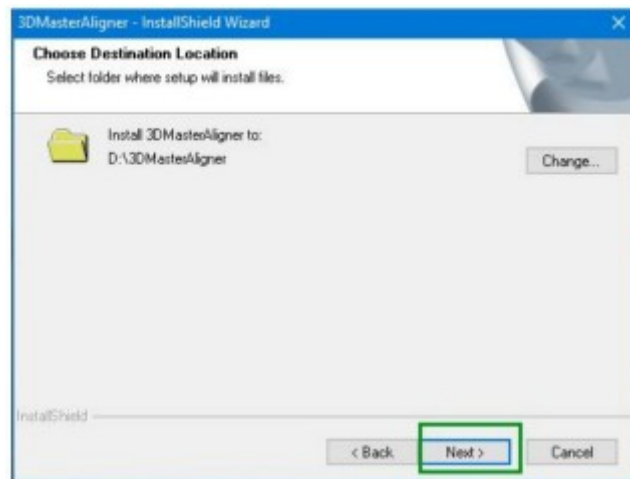 3DMasterAligner - InstallShield Wizard
Choose Destination Location
Select folder where setup will install files.
Install 3DMasterAligner to:
D:\3DMasterAligner
Change...
InstallShield
< Back
Next >
Cancel